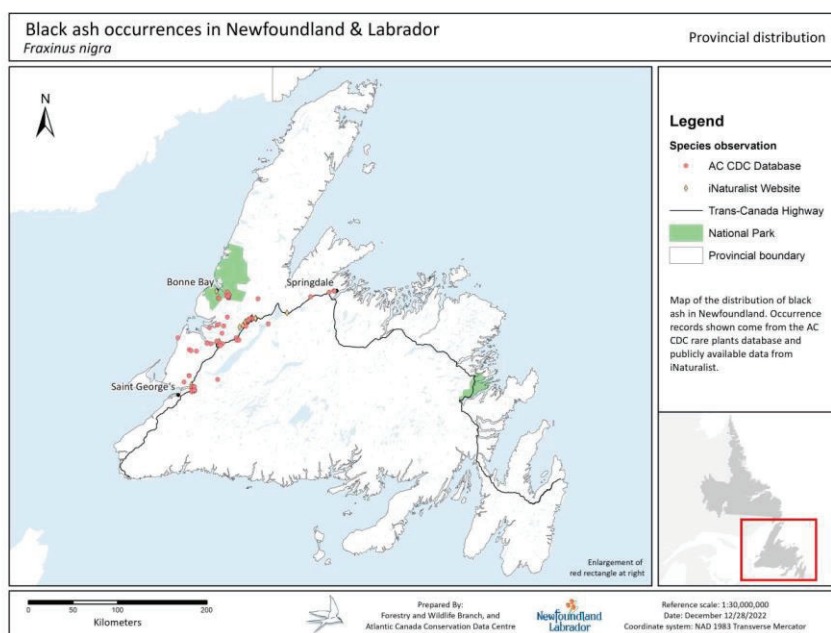 Black ash occurrences in Newfoundland & Labrador
Fraxinus nigra
Provincial distribution
N
Bonne Bay
Springdale
Saint George's
Enlargement of
red rectangle at right
Legend
Species observation
AC CDC Database
iNaturalist Website
Trans-Canada Highway
National Park
Provincial boundary
Map of the distribution of black
ash in Newfoundland. Occurrence
records shown come from the AC
CDC rare plants database and
publicly available data from
iNaturalist.
0 50 100 200
Kilometers
Prepared By:
Forestry and Wildlife Branch, and
Atlantic Canada Conservation Data Centre
Newfoundland
Labrador
Reference scale: 1:30,000,000
Date: December 12/28/2022
Coordinate system: NAD 1983 Transverse Mercator